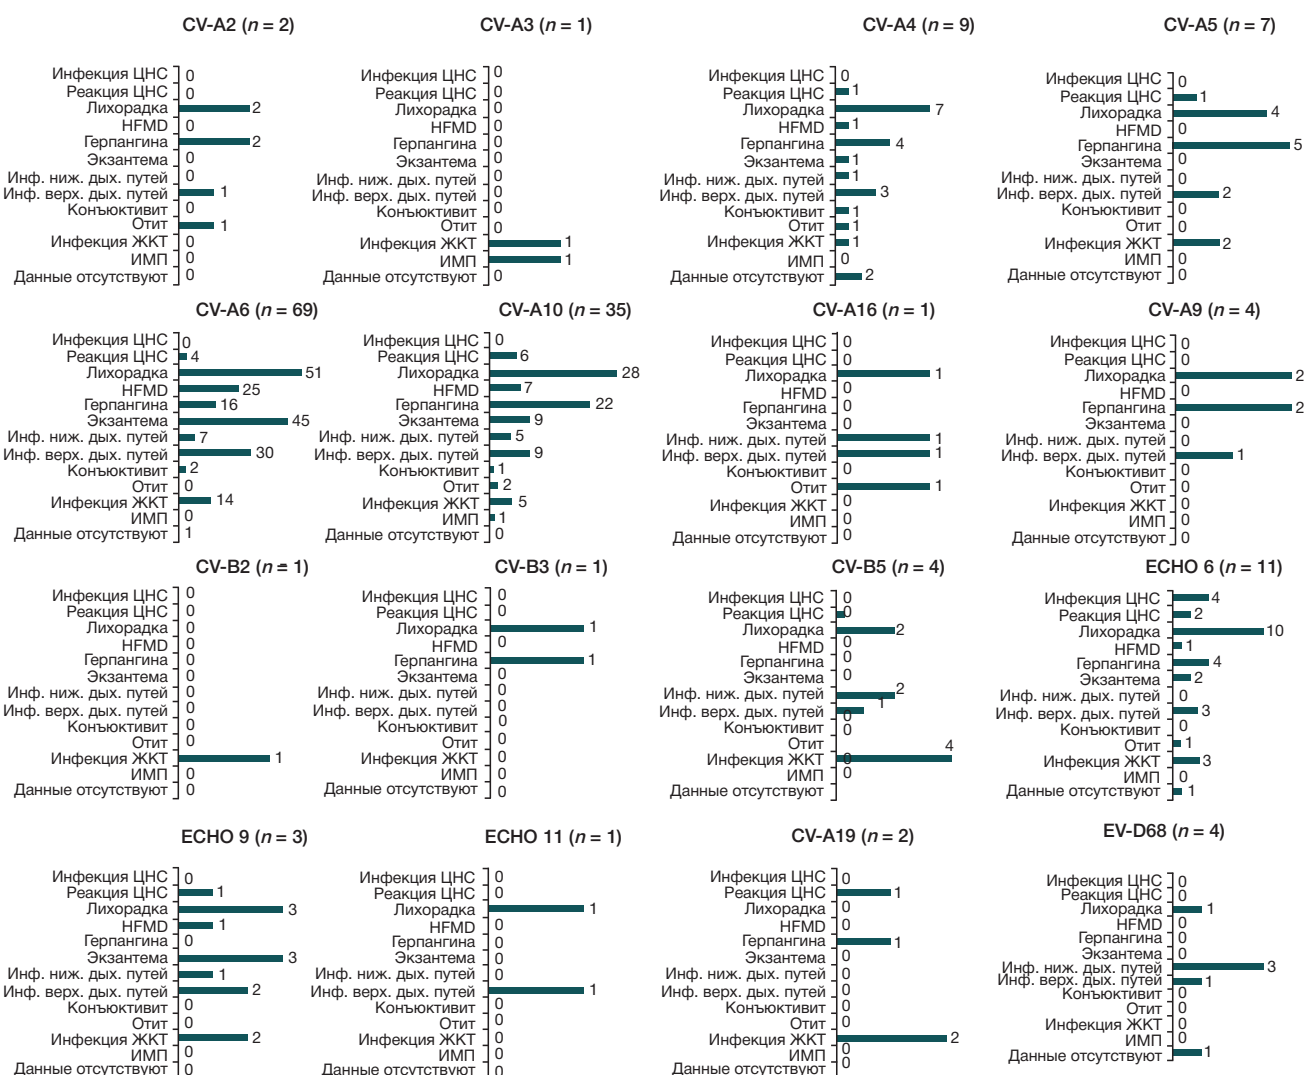 CV-A2 (n = 2)
Инфекция ЦНС 0
Реакция ЦНС 0
Лихорадка 2
HFMD 0
Герпангина 2
Экзантема 0
Инф. ниж. дых. путей 0
Инф. верх. дых. путей 1
Конъюктивит 0
Отит 1
Инфекция ЖКТ 0
ИМП 0
Данные отсутствуют 0
CV-A3 (n = 1)
Инфекция ЦНС 0
Реакция ЦНС 0
Лихорадка 0
HFMD 0
Герпангина 0
Экзантема 0
Инф. ниж. дых. путей 0
Инф. верх. дых. путей 0
Конъюктивит 0
Отит 0
Инфекция ЖКТ 1
ИМП 1
Данные отсутствуют 0
CV-A4 (n = 9)
Инфекция ЦНС 0
Реакция ЦНС 1
Лихорадка 7
HFMD 1
Герпангина 4
Экзантема 1
Инф. ниж. дых. путей 1
Инф. верх. дых. путей 3
Конъюктивит 1
Отит 1
Инфекция ЖКТ 1
ИМП 0
Данные отсутствуют 2
CV-A5 (n = 7)
Инфекция ЦНС 0
Реакция ЦНС 1
Лихорадка 4
HFMD 0
Герпангина 5
Экзантема 0
Инф. ниж. дых. путей 0
Инф. верх. дых. путей 2
Конъюктивит 0
Отит 0
Инфекция ЖКТ 2
ИМП 0
Данные отсутствуют 0
CV-A6 (n = 69)
Инфекция ЦНС 0
Реакция ЦНС 4
Лихорадка 51
HFMD 25
Герпангина 16
Экзантема 45
Инф. ниж. дых. путей 7
Инф. верх. дых. путей 30
Конъюктивит 2
Отит 0
Инфекция ЖКТ 14
ИМП 0
Данные отсутствуют 1
CV-A10 (n = 35)
Инфекция ЦНС 0
Реакция ЦНС 6
Лихорадка 28
HFMD 7
Герпангина 22
Экзантема 9
Инф. ниж. дых. путей 5
Инф. верх. дых. путей 9
Конъюктивит 1
Отит 2
Инфекция ЖКТ 5
ИМП 1
Данные отсутствуют 0
CV-A16 (n = 1)
Инфекция ЦНС 0
Реакция ЦНС 0
Лихорадка 1
HFMD 0
Герпангина 0
Экзантема 0
Инф. ниж. дых. путей 1
Инф. верх. дых. путей 1
Конъюктивит 0
Отит 1
Инфекция ЖКТ 0
ИМП 0
Данные отсутствуют 0
CV-A9 (n = 4)
Инфекция ЦНС 0
Реакция ЦНС 0
Лихорадка 2
HFMD 0
Герпангина 2
Экзантема 0
Инф. ниж. дых. путей 0
Инф. верх. дых. путей 1
Конъюктивит 0
Отит 0
Инфекция ЖКТ 0
ИМП 0
Данные отсутствуют 0
CV-B2 (n = 1)
Инфекция ЦНС 0
Реакция ЦНС 0
Лихорадка 0
HFMD 0
Герпангина 0
Экзантема 0
Инф. ниж. дых. путей 0
Инф. верх. дых. путей 0
Конъюктивит 0
Отит 0
Инфекция ЖКТ 1
ИМП 0
Данные отсутствуют 0
CV-B3 (n = 1)
Инфекция ЦНС 0
Реакция ЦНС 0
Лихорадка 1
HFMD 0
Герпангина 1
Экзантема 0
Инф. ниж. дых. путей 0
Инф. верх. дых. путей 0
Конъюктивит 0
Отит 0
Инфекция ЖКТ 0
ИМП 0
Данные отсутствуют 0
CV-B5 (n = 4)
Инфекция ЦНС 0
Реакция ЦНС 0
Лихорадка 2
HFMD 0
Герпангина 0
Экзантема 0
Инф. ниж. дых. путей 2
Инф. верх. дых. путей 1
Конъюктивит 0
Отит 4
Инфекция ЖКТ 0
ИМП 0
Данные отсутствуют
ECHO 6 (n = 11)
Инфекция ЦНС 4
Реакция ЦНС 2
Лихорадка 10
HFMD 1
Герпангина 4
Экзантема 2
Инф. ниж. дых. путей 0
Инф. верх. дых. путей 3
Конъюктивит 0
Отит 1
Инфекция ЖКТ 3
ИМП 0
Данные отсутствуют 1
ECHO 9 (n = 3)
Инфекция ЦНС 0
Реакция ЦНС 1
Лихорадка 3
HFMD 1
Герпангина 0
Экзантема 3
Инф. ниж. дых. путей 1
Инф. верх. дых. путей 2
Конъюктивит 0
Отит 0
Инфекция ЖКТ 2
ИМП 0
Данные отсутствуют 0
ECHO 11 (n = 1)
Инфекция ЦНС 0
Реакция ЦНС 0
Лихорадка 1
HFMD 0
Герпангина 0
Экзантема 0
Инф. ниж. дых. путей 0
Инф. верх. дых. путей 1
Конъюктивит 0
Отит 0
Инфекция ЖКТ 0
ИМП 0
Данные отсутствуют 0
CV-A19 (n = 2)
Инфекция ЦНС 0
Реакция ЦНС 1
Лихорадка 0
HFMD 0
Герпангина 1
Экзантема 0
Инф. ниж. дых. путей 0
Инф. верх. дых. путей 0
Конъюктивит 0
Отит 0
Инфекция ЖКТ 2
ИМП 0
Данные отсутствуют 0
EV-D68 (n = 4)
Инфекция ЦНС 0
Реакция ЦНС 0
Лихорадка 1
HFMD 0
Герпангина 0
Экзантема 0
Инф. ниж. дых. путей 3
Инф. верх. дых. путей 1
Конъюктивит 0
Отит 0
Инфекция ЖКТ 0
ИМП 0
Данные отсутствуют 1